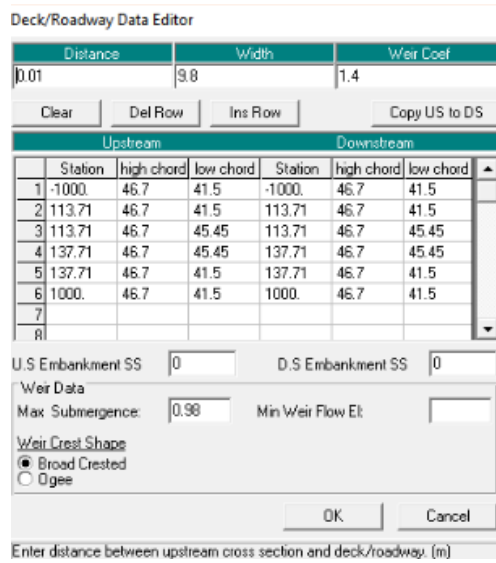 Deck/Roadway Data Editor
Distance Width Weir Coef
0.01 9.8 1.4
Clear Del Row Ins Row Copy US to DS
Upstream Downstream
Station high chord low chord Station high chord low chord
1 -1000. 46.7 41.5 -1000. 46.7 41.5
2 113.71 46.7 41.5 113.71 46.7 41.5
3 113.71 46.7 45.45 113.71 46.7 45.45
4 137.71 46.7 45.45 137.71 46.7 45.45
5 137.71 46.7 41.5 137.71 46.7 41.5
6 1000. 46.7 41.5 1000. 46.7 41.5
7
8
U.S Embankment SS 0 D.S Embankment SS 0
Weir Data
Max Submergence: 0.98 Min Weir Flow El:
Weir Crest Shape
Broad Crested
Ogee
OK Cancel
Enter distance between upstream cross section and deck/roadway. (m)